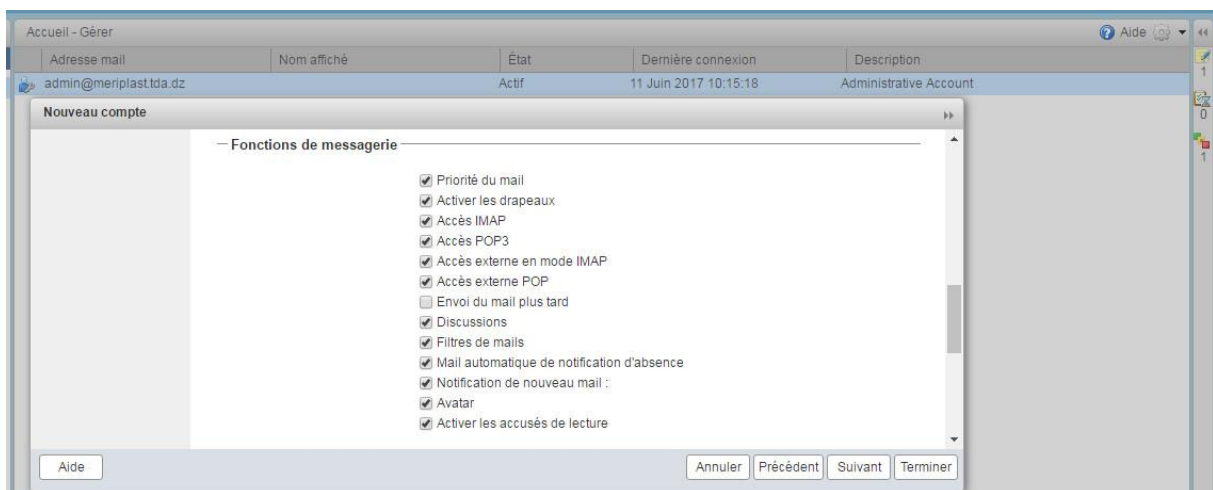 Accueil - Gérer
Aide
Adresse mail Nom affiché État Dernière connexion Description
admin@meriplast.tda.dz Actif 11 Juin 2017 10:15:18 Administrative Account
1
0
1
Nouveau compte
Fonctions de messagerie
Priorité du mail
Activer les drapeaux
Accès IMAP
Accès POP3
Accès externe en mode IMAP
Accès externe POP
Envoi du mail plus tard
Discussions
Filtres de mails
Mail automatique de notification d'absence
Notification de nouveau mail :
Avatar
Activer les accusés de lecture
Aide Annuler Précédent Suivant Terminer